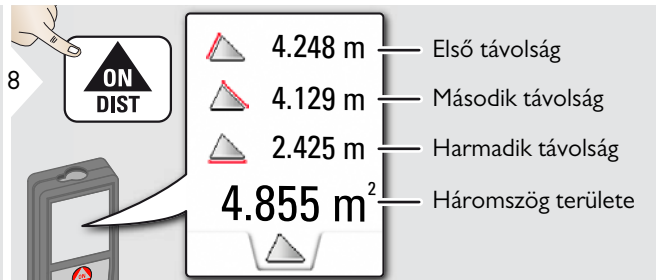 8
ON
DIST
4.248 m Első távolság
4.129 m Második távolság
2.425 m Harmadik távolság
4.855 m² Háromszög területe